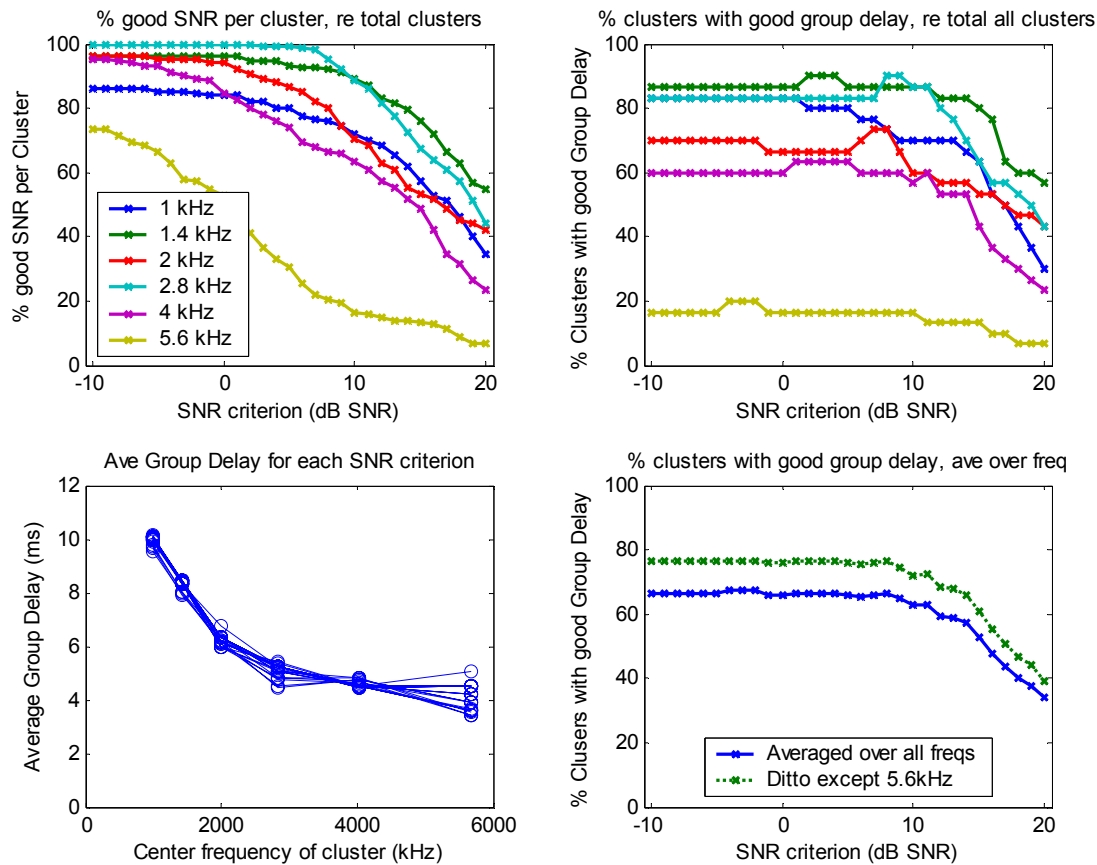 % good SNR per cluster, re total clusters
100
80
60
40
20
0
-10
0
10
20
% good SNR per Cluster
SNR criterion (dB SNR)
1 kHz
1.4 kHz
2 kHz
2.8 kHz
4 kHz
5.6 kHz
% clusters with good group delay, re total all clusters
100
80
60
40
20
0
-10
0
10
20
% Clusters with good Group Delay
SNR criterion (dB SNR)
Ave Group Delay for each SNR criterion
12
10
8
6
4
2
0
0
2000
4000
6000
Average Group Delay (ms)
Center frequency of cluster (kHz)
% clusters with good group delay, ave over freq
100
80
60
40
20
0
-10
0
10
20
% Clusers with good Group Delay
SNR criterion (dB SNR)
Averaged over all freqs
Ditto except 5.6kHz